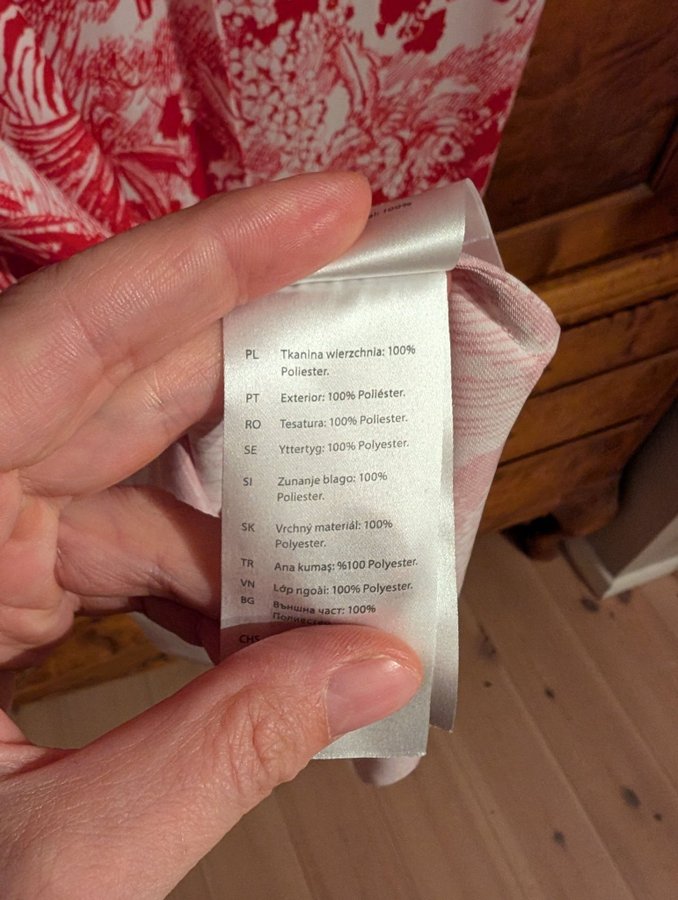 100%
PL Tkanina wierzchnia: 100%
Poliester.
PT Exterior: 100% Poliéster.
RO Tesatura: 100% Poliester.
SE Yttertyg: 100% Polyester.
SI Zunanje blago: 100%
Poliester.
SK Vrchný materiál: 100%
Polyester.
TR Ana kumaş: %100 Polyester.
VN Lớp ngoài: 100% Polyester.
BG Външна част: 100%
CHS